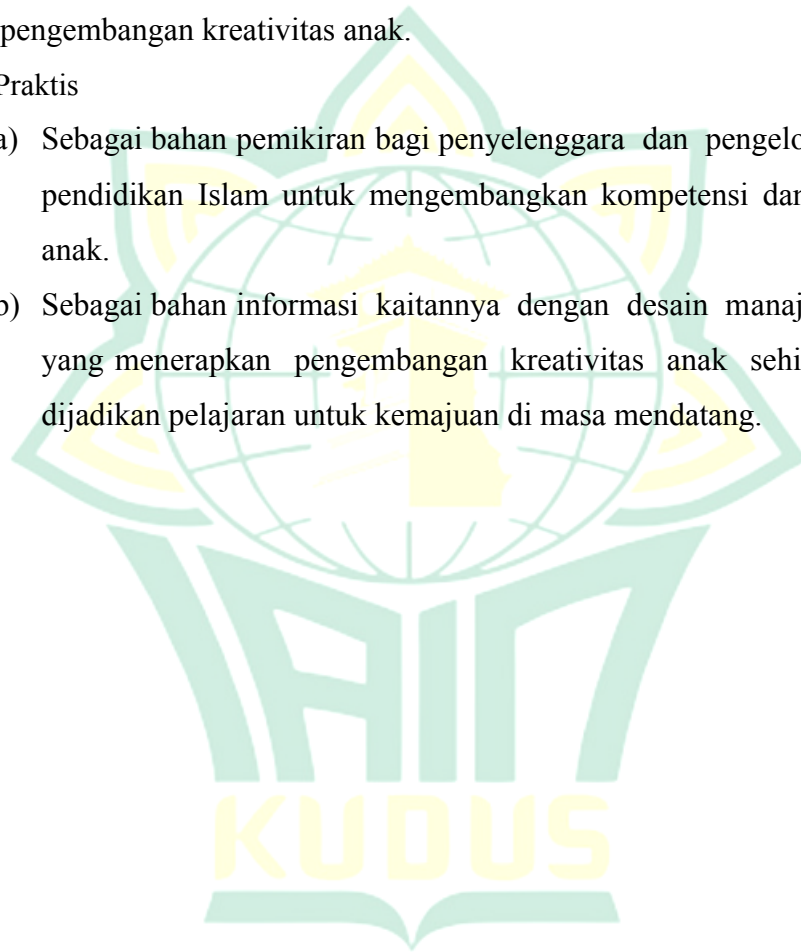 pengembangan kreativitas anak.
Praktis
a) Sebagai bahan pemikiran bagi penyelenggara dan pengelo
pendidikan Islam untuk mengembangkan kompetensi dan
anak.
b) Sebagai bahan informasi kaitannya dengan desain manaj
yang menerapkan pengembangan kreativitas anak sehi
dijadikan pelajaran untuk kemajuan di masa mendatang.
IAIN
KUDUS